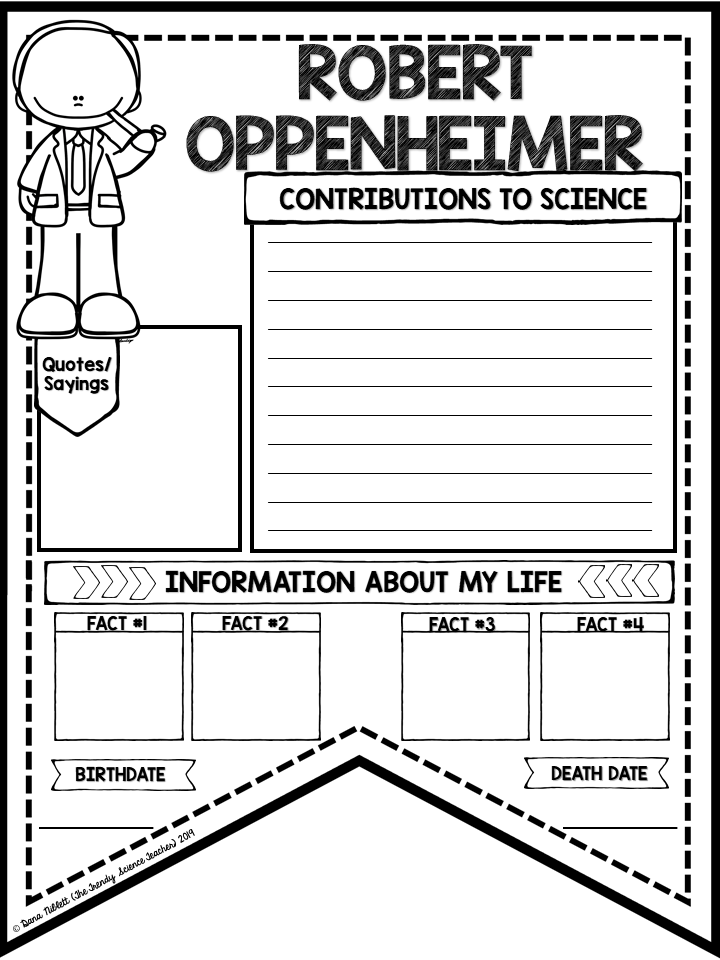 ROBERT
OPPENHEIMER
CONTRIBUTIONS TO SCIENCE
Quotes/
Sayings
INFORMATION ABOUT MY LIFE
FACT #1
FACT #2
FACT #3
FACT #4
BIRTHDATE
DEATH DATE
© Dana Niblett (The Trendy Science Teacher) 2019